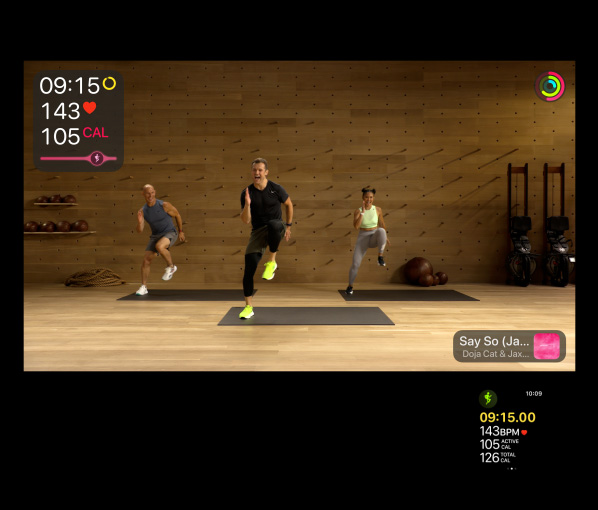 09:15
143
105 CAL
Say So (Ja...
Doja Cat & Jax...
10:09
09:15.00
143BPM
105 ACTIVE CAL
126 TOTAL CAL